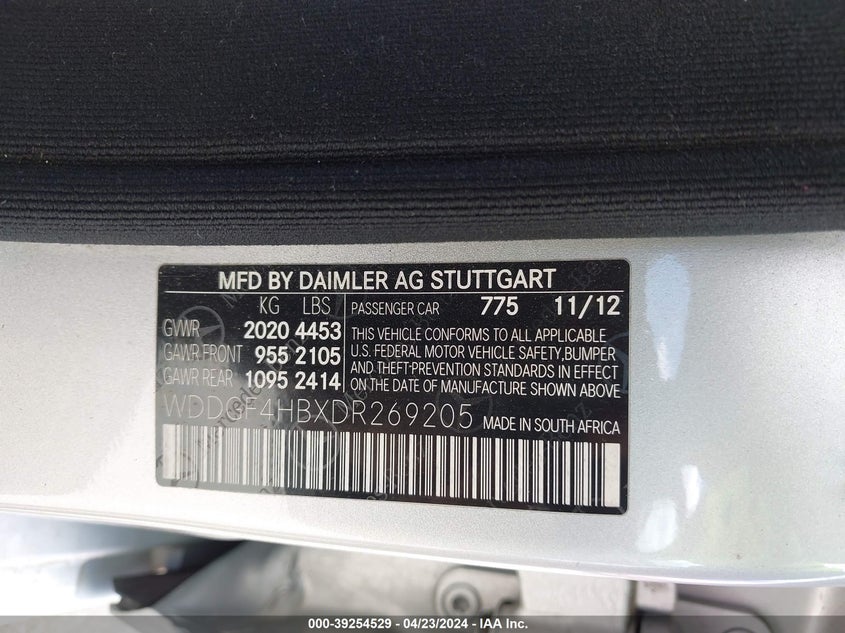 MFD BY DAIMLER AG STUTTGART
KG LBS PASSENGER CAR 775 11/12
GVWR 2020 4453
GAWR FRONT 955 2105
GAWR REAR 1095 2414
THIS VEHICLE CONFORMS TO ALL APPLICABLE
U.S. FEDERAL MOTOR VEHICLE SAFETY,BUMPER
AND THEFT-PREVENTION STANDARDS IN EFFECT
ON THE DATE OF MANUFACTURE SHOWN ABOVE
WDDGF4HBXDR269205 MADE IN SOUTH AFRICA
000-39254529 - 04/23/2024 - IAA Inc.